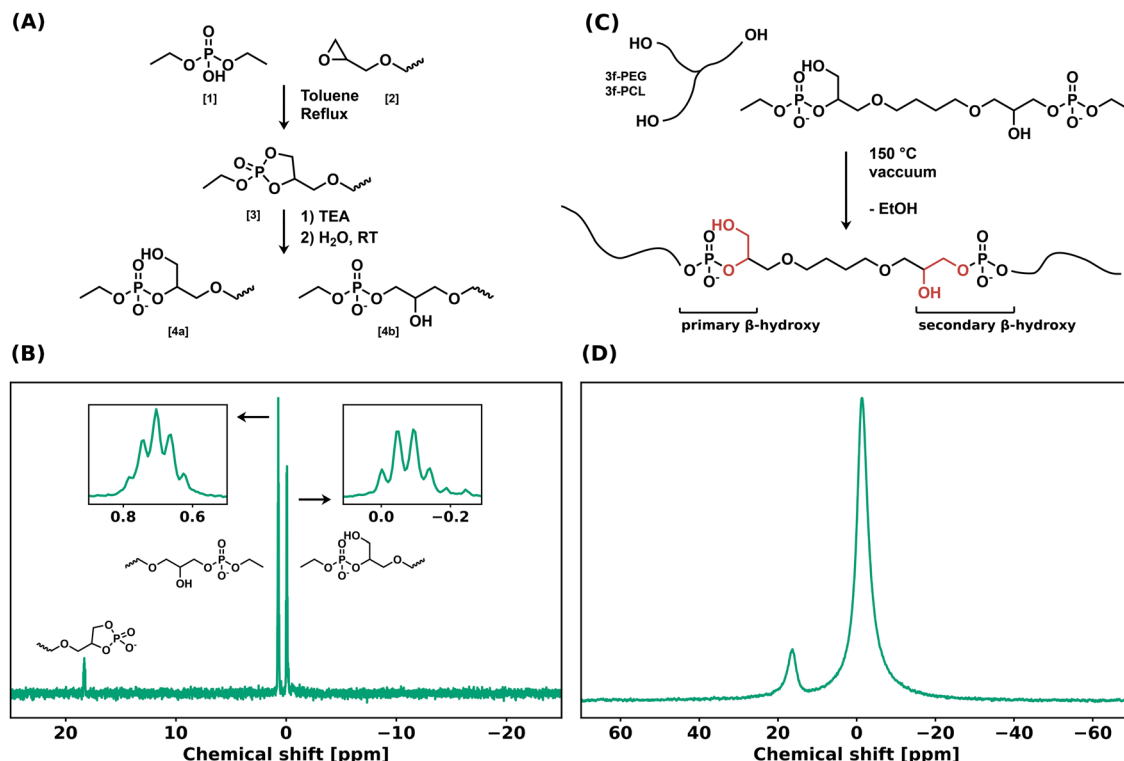 (A)
O
O P O
OH
[1]
O
O
[2]
Toluene
Reflux
O
O P
O
O
O
[3]
1) TEA
2) H2O, RT
HO
O
O P O
O-
O
[4a]
O
O P O
O-
OH
O
[4b]
(B)
0.8 0.6
0.0 −0.2
O
OH
O
O P O
O-
HO
O
O P O
O-
O
O
O
P O
O
O-
20 10 0 −10 −20
Chemical shift [ppm]
(C)
HO
OH
3f-PEG
3f-PCL
HO
HO
O
O P O
O-
O
O
OH
O
O P O
O-
150 °C
vaccuum
- EtOH
HO
O
O P O
O-
O
O
OH
O
O P O
O-
primary β-hydroxy
secondary β-hydroxy
(D)
60 40 20 0 −20 −40 −60
Chemical shift [ppm]